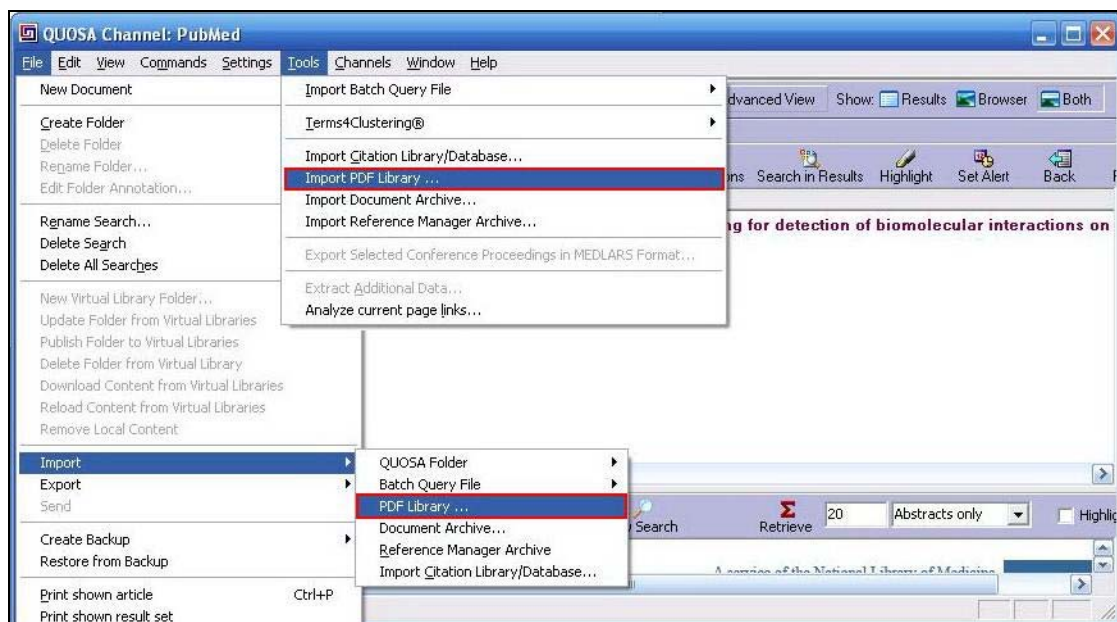 QUOSA Channel: PubMed
File Edit View Commands Settings Tools Channels Window Help
New Document
Create Folder
Delete Folder
Rename Folder...
Edit Folder Annotation...
Rename Search...
Delete Search
Delete All Searches
New Virtual Library Folder...
Update Folder from Virtual Libraries
Publish Folder to Virtual Libraries
Delete Folder from Virtual Library
Download Content from Virtual Libraries
Reload Content from Virtual Libraries
Remove Local Content
Import
Export
Send
Create Backup
Restore from Backup
Print shown article Ctrl+P
Print shown result set
Import Batch Query File
Terms4Clustering®
Import Citation Library/Database...
Import PDF Library ...
Import Document Archive...
Import Reference Manager Archive...
Export Selected Conference Proceedings in MEDLARS Format...
Extract Additional Data...
Analyze current page links...
QUOSA Folder
Batch Query File
PDF Library ...
Document Archive...
Reference Manager Archive
Import Citation Library/Database...
dvanced View Show: Results Browser Both
ns Search in Results Highlight Set Alert Back
ng for detection of biomolecular interactions on
Search Retrieve 20 Abstracts only Highlig
A service of the National Library of Medicine